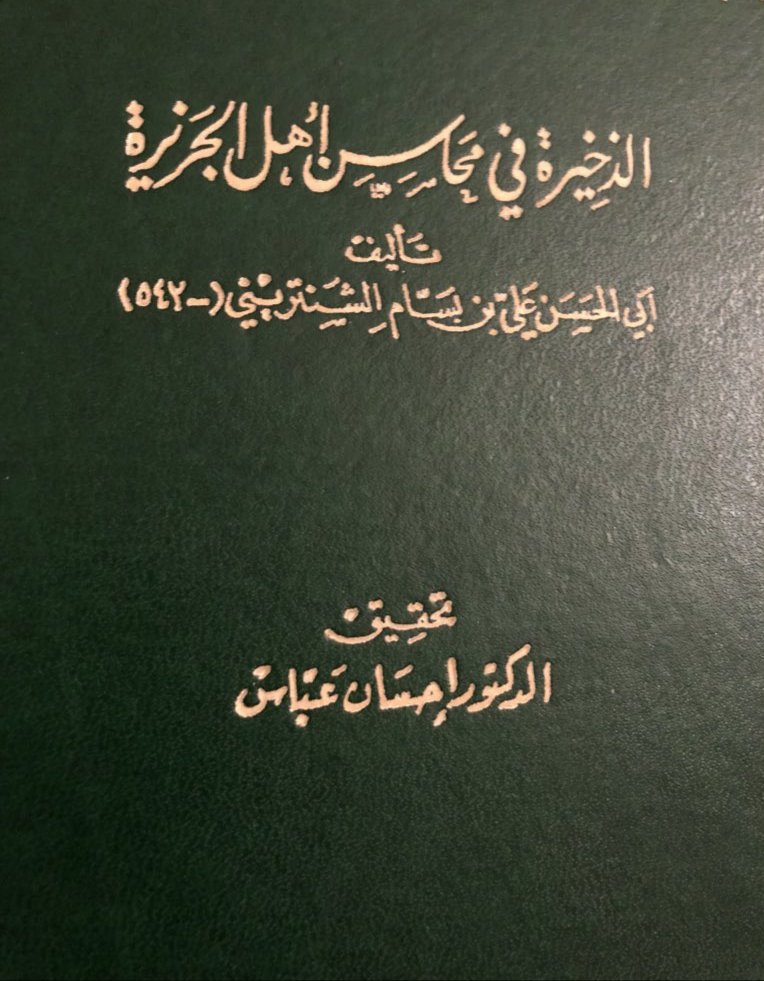 الذخيرة في محاسن أهل الجزيرة
تأليف
أبي الحسن علي بن بسام الشنتريني (-٥٤٢)
تحقيق
الدكتور إحسان عباس